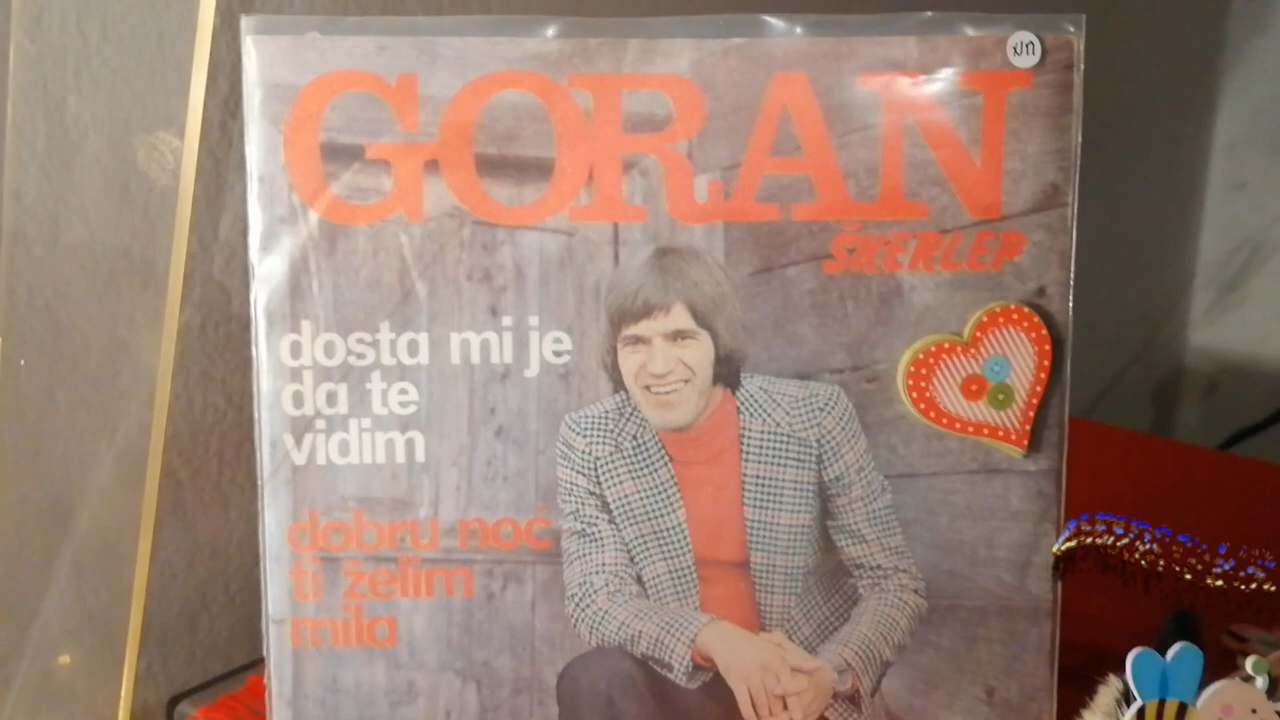 GORAN
ŠKERLEP
dosta mi je
da te
vidim
dobru noć
ti želim
mila